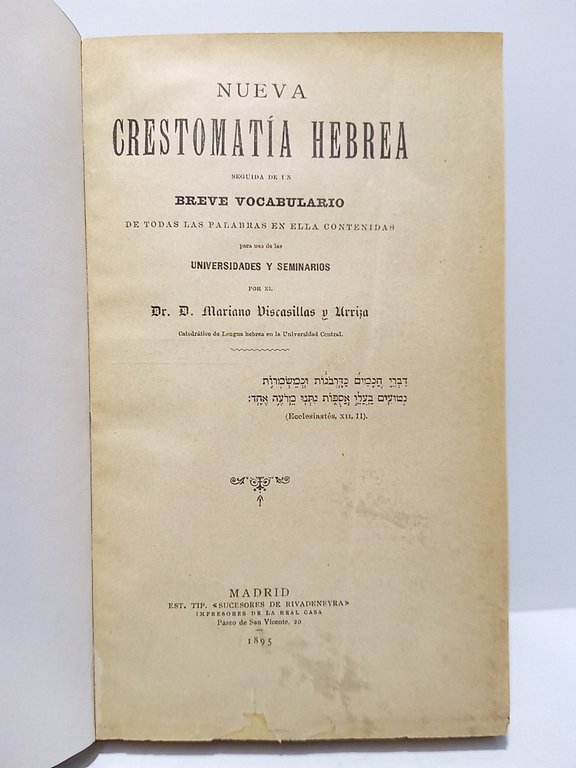 NUEVA
CRESTOMATÍA HEBREA
SEGUIDA DE UN
BREVE VOCABULARIO
DE TODAS LAS PALABRAS EN ELLA CONTENIDAS
para uso de las
UNIVERSIDADES Y SEMINARIOS
POR EL
Dr. D. Mariano Viscasillas y Urriza
Catedrático de Lengua hebrea en la Universidad Central.
דִּבְרֵי חֲכָמִים כַּדָּרְבֹנוֹת וּכְמַשְׂמְרוֹת
נְטוּעִים בַּעֲלֵי אֲסֻפּוֹת נִתְּנוּ מֵרֹעֶה אֶחָד׃
(Ecclesiastés, XII, 11).
MADRID
EST. TIP. «SUCESORES DE RIVADENEYRA»
IMPRESORES DE LA REAL CASA
Paseo de San Vicente, 20
1895